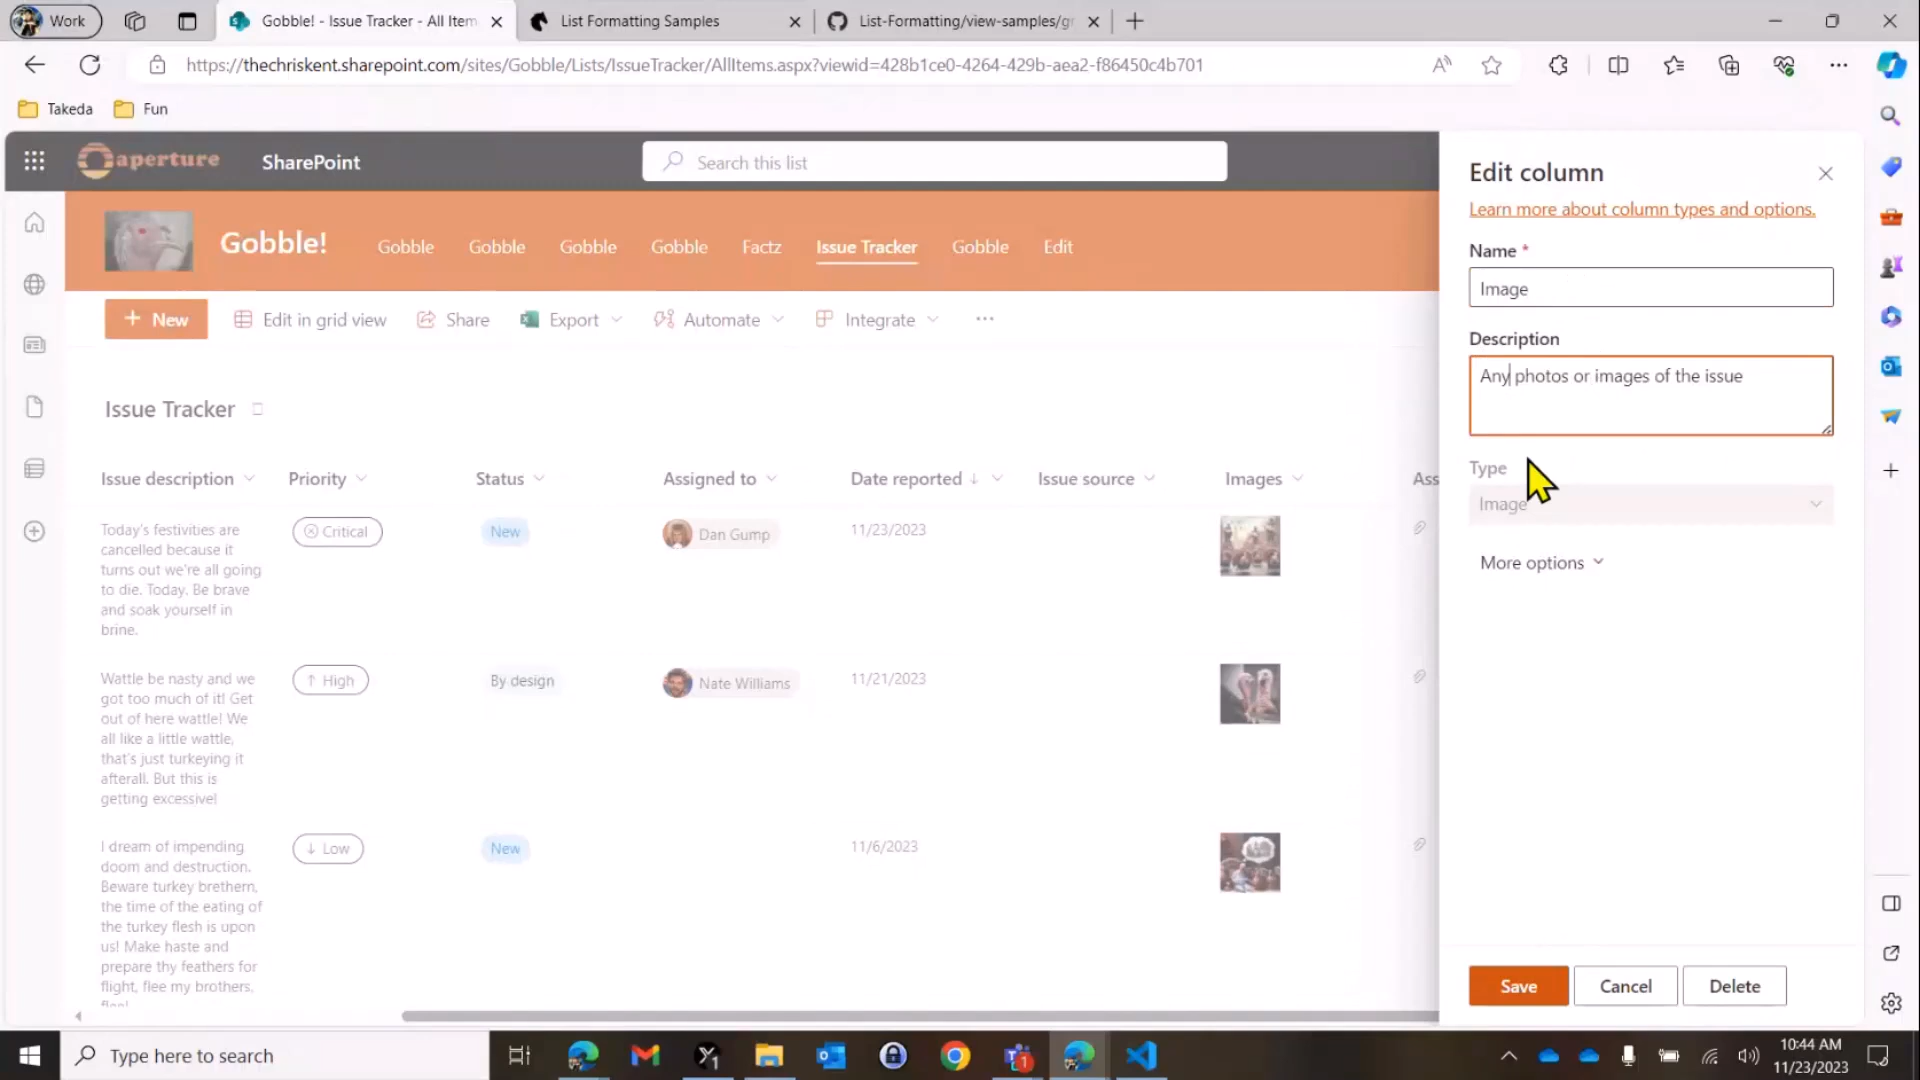 Work
Gobble! - Issue Tracker - All Item
List Formatting Samples
List-Formatting/view-samples/gr
https://thechriskent.sharepoint.com/sites/Gobble/Lists/IssueTracker/AllItems.aspx?viewid=428b1ce0-4264-429b-aea2-f86450c4b701
Takeda
Fun
aperture
SharePoint
Search this list
Gobble!
Gobble
Gobble
Gobble
Gobble
Factz
Issue Tracker
Gobble
Edit
+ New
Edit in grid view
Share
Export
Automate
Integrate
Issue Tracker
Issue description
Priority
Status
Assigned to
Date reported
Issue source
Images
Ass
Today's festivities are
cancelled because it
turns out we're all going
to die. Today. Be brave
and soak yourself in
brine.
Critical
New
Dan Gump
11/23/2023
Wattle be nasty and we
got too much of it! Get
out of here wattle! We
all like a little wattle,
that's just turkeying it
afterall. But this is
getting excessive!
High
By design
Nate Williams
11/21/2023
I dream of impending
doom and destruction.
Beware turkey brethern,
the time of the eating of
the turkey flesh is upon
us! Make haste and
prepare thy feathers for
flight, flee my brothers,
flee!
Low
New
11/6/2023
Edit column
Learn more about column types and options.
Name *
Image
Description
Any photos or images of the issue
Type
Image
More options
Save
Cancel
Delete
Type here to search
10:44 AM
11/23/2023